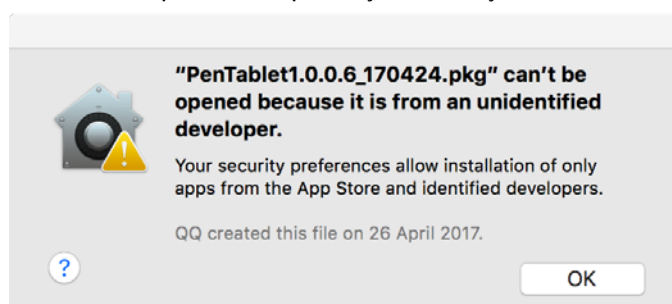 "PenTablet1.0.0.6_170424.pkg" can't be
opened because it is from an unidentified
developer.
Your security preferences allow installation of only
apps from the App Store and identified developers.
QQ created this file on 26 April 2017.
?
OK